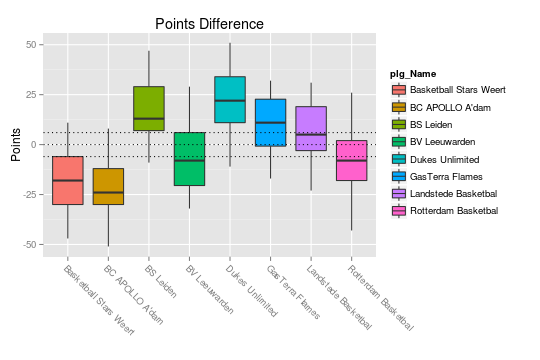 Points Difference
Points
50
25
0
-25
-50
Basketball Stars Weert
BC APOLLO A'dam
BS Leiden
BV Leeuwarden
Dukes Unlimited
GasTerra Flames
Landstede Basketbal
Rotterdam Basketbal
plg_Name
Basketball Stars Weert
BC APOLLO A'dam
BS Leiden
BV Leeuwarden
Dukes Unlimited
GasTerra Flames
Landstede Basketbal
Rotterdam Basketbal